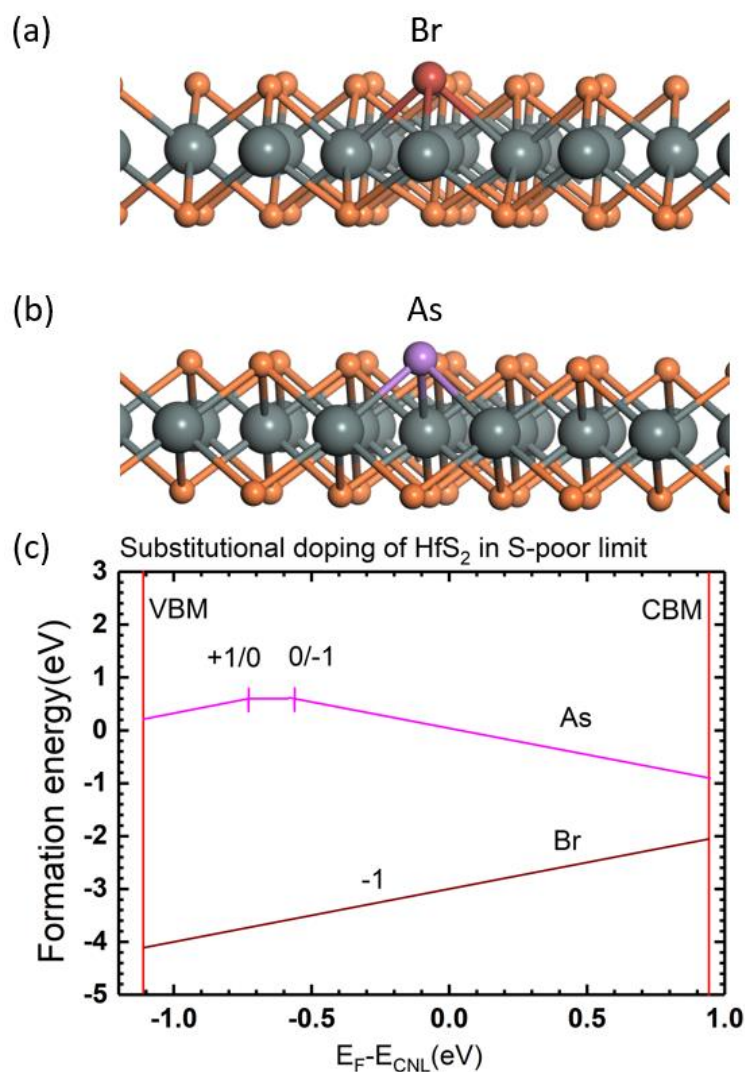 (a) Br
(b) As
(c) Substitutional doping of HfS₂ in S-poor limit
3
VBM CBM
2
+1/0 0/-1
1
0
As
-1
-2
Br
-1
-3
-4
-5
Formation energy(eV)
-1.0 -0.5 0.0 0.5 1.0
E_F-E_CNL(eV)